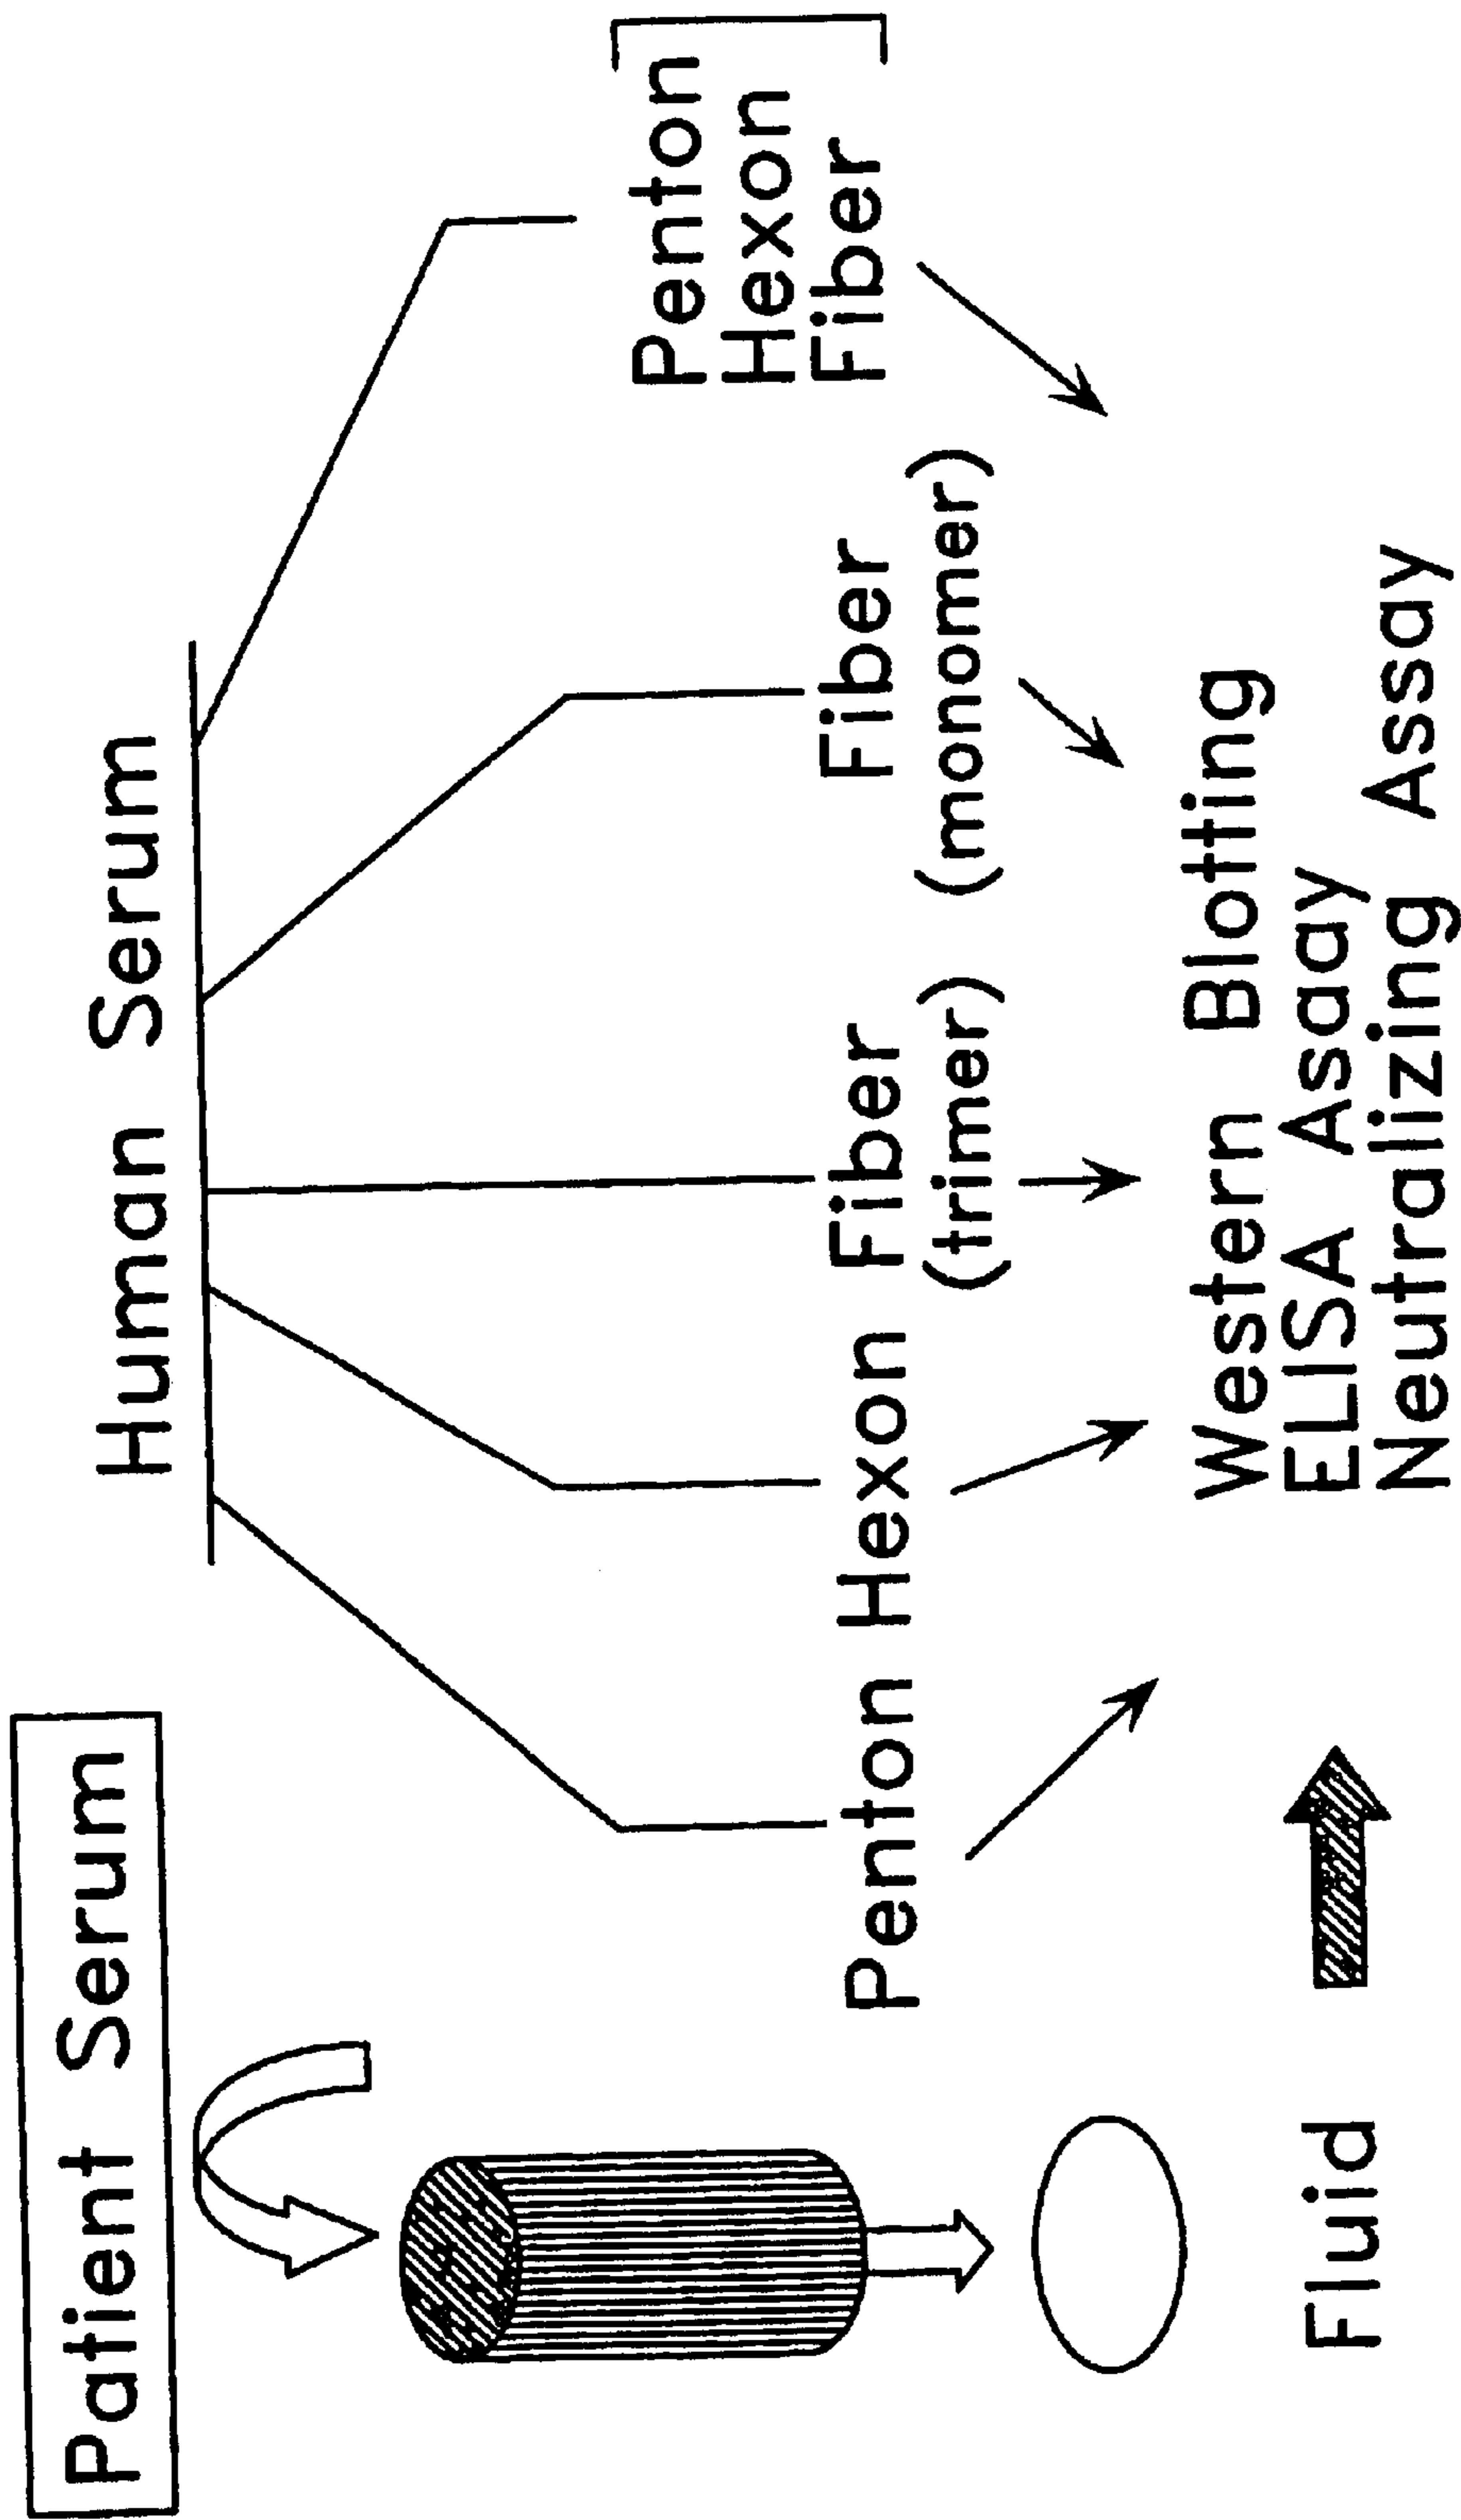 Patient Serum
Human Serum
Penton
Hexon
Fiber
Penton Hexon Fiber Fiber
(trimer) (monomer)
Western Blotting
ELISA Assay
Neutralizing Assay
Fluid